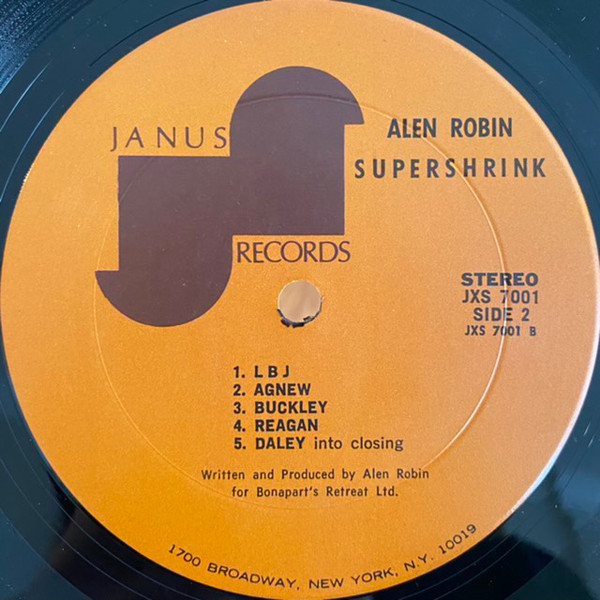 JANUS
RECORDS
ALEN ROBIN
SUPERSHRINK
STEREO
JXS 7001
SIDE 2
JXS 7001 B
1. L B J
2. AGNEW
3. BUCKLEY
4. REAGAN
5. DALEY into closing
Written and Produced by Alen Robin
for Bonapart's Retreat Ltd.
1700 BROADWAY, NEW YORK, N.Y. 10019